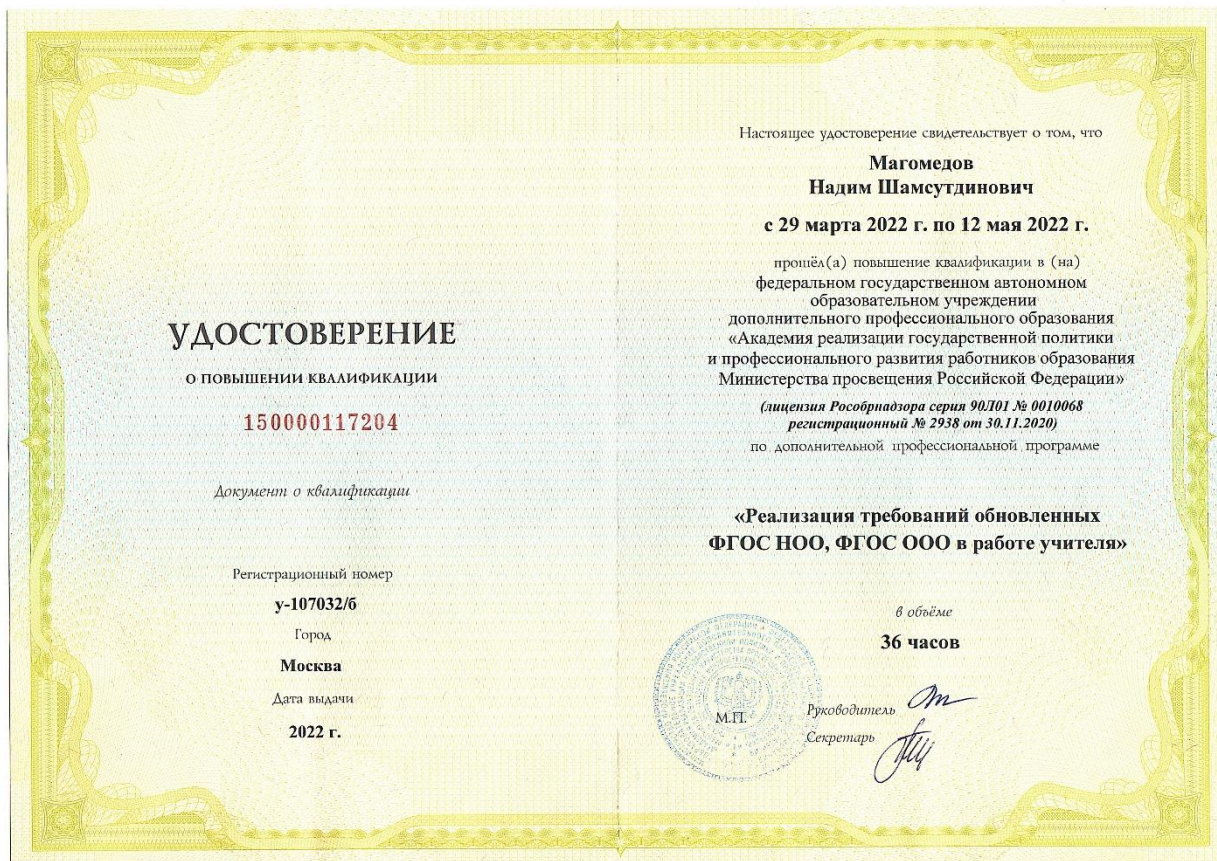 УДОСТОВЕРЕНИЕ
О ПОВЫШЕНИИ КВАЛИФИКАЦИИ
150000117204
Документ о квалификации
Регистрационный номер
у-107032/б
Город
Москва
Дата выдачи
2022 г.
Настоящее удостоверение свидетельствует о том, что
Магомедов
Надим Шамсутдинович
с 29 марта 2022 г. по 12 мая 2022 г.
прошёл(а) повышение квалификации в (на)
федеральном государственном автономном
образовательном учреждении
дополнительного профессионального образования
«Академия реализации государственной политики
и профессионального развития работников образования
Министерства просвещения Российской Федерации»
(лицензия Рособрнадзора серия 90Л01 № 0010068
регистрационный № 2938 от 30.11.2020)
по дополнительной профессиональной программе
«Реализация требований обновленных
ФГОС НОО, ФГОС ООО в работе учителя»
в объёме
36 часов
М.П.
Руководитель
Секретарь